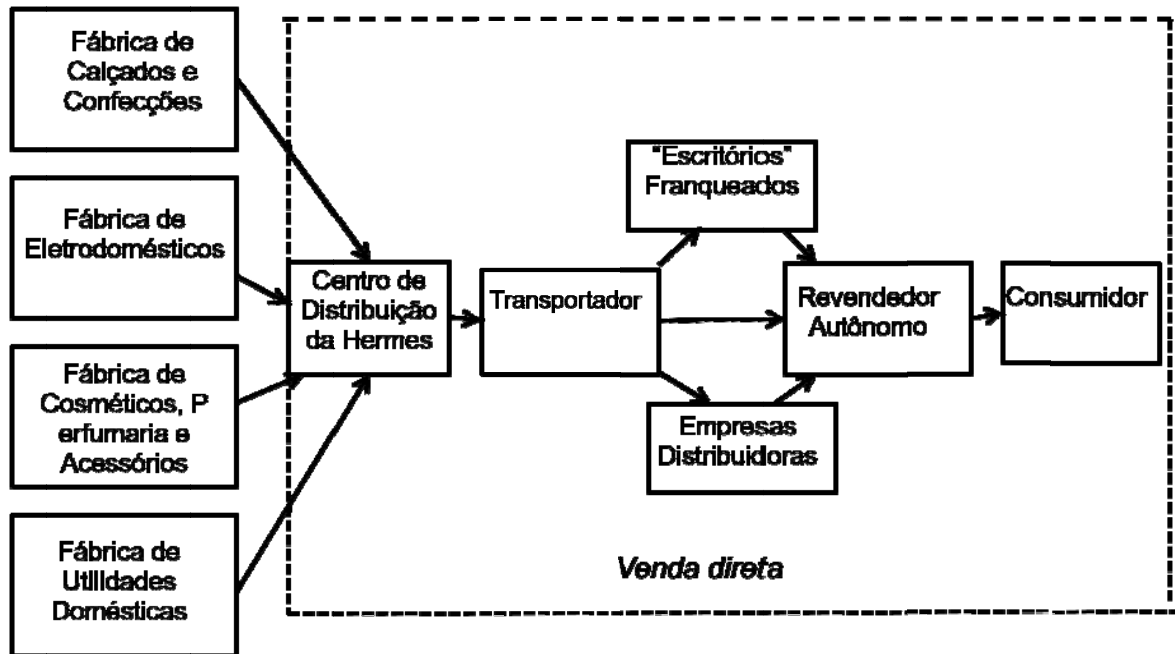 Fábrica de
Calçados e
Confecções
Fábrica de
Eletrodomésticos
Fábrica de
Cosméticos, P
erfumaria e
Acessórios
Fábrica de
Utilidades
Domésticas
Centro de
Distribuição
da Hermes
Transportador
"Escritórios"
Franqueados
Empresas
Distribuidoras
Revendedor
Autônomo
Consumidor
Venda direta